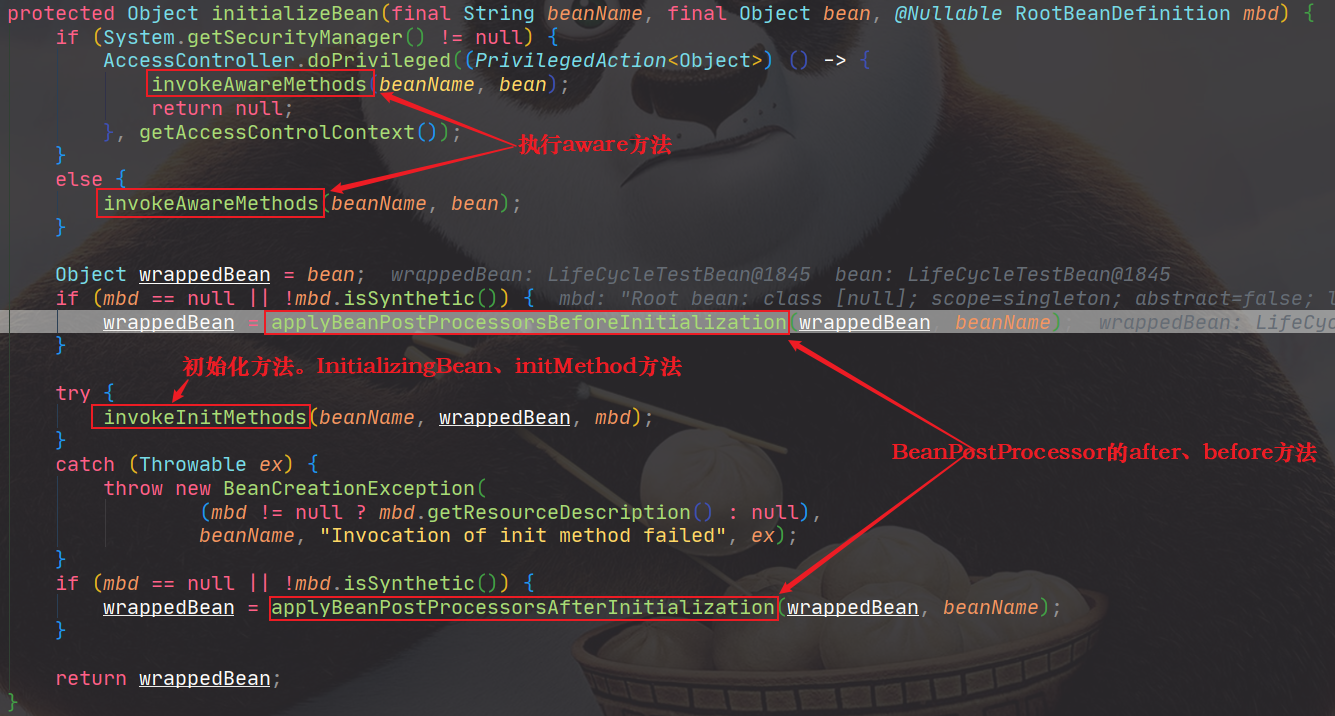 protected Object initializeBean(final String beanName, final Object bean, @Nullable RootBeanDefinition mbd) {
if (System.getSecurityManager() != null) {
AccessController.doPrivileged((PrivilegedAction<Object>) () -> {
invokeAwareMethods(beanName, bean);
return null;
}, getAccessControlContext());
执行aware方法
}
else {
invokeAwareMethods(beanName, bean);
}
Object wrappedBean = bean; wrappedBean: LifeCycleTestBean@1845 bean: LifeCycleTestBean@1845
if (mbd == null || !mbd.isSynthetic()) { mbd: "Root bean: class [null]; scope=singleton; abstract=false; l
wrappedBean = applyBeanPostProcessorsBeforeInitialization(wrappedBean, beanName) wrappedBean: LifeCyc
}
初始化方法。InitializingBean、initMethod方法
try {
invokeInitMethods(beanName, wrappedBean, mbd);
}
BeanPostProcessor的after、before方法
catch (Throwable ex) {
throw new BeanCreationException(
(mbd != null ? mbd.getResourceDescription() : null),
beanName, "Invocation of init method failed", ex);
}
if (mbd == null || !mbd.isSynthetic()) {
wrappedBean = applyBeanPostProcessorsAfterInitialization(wrappedBean, beanName);
}
return wrappedBean;
}